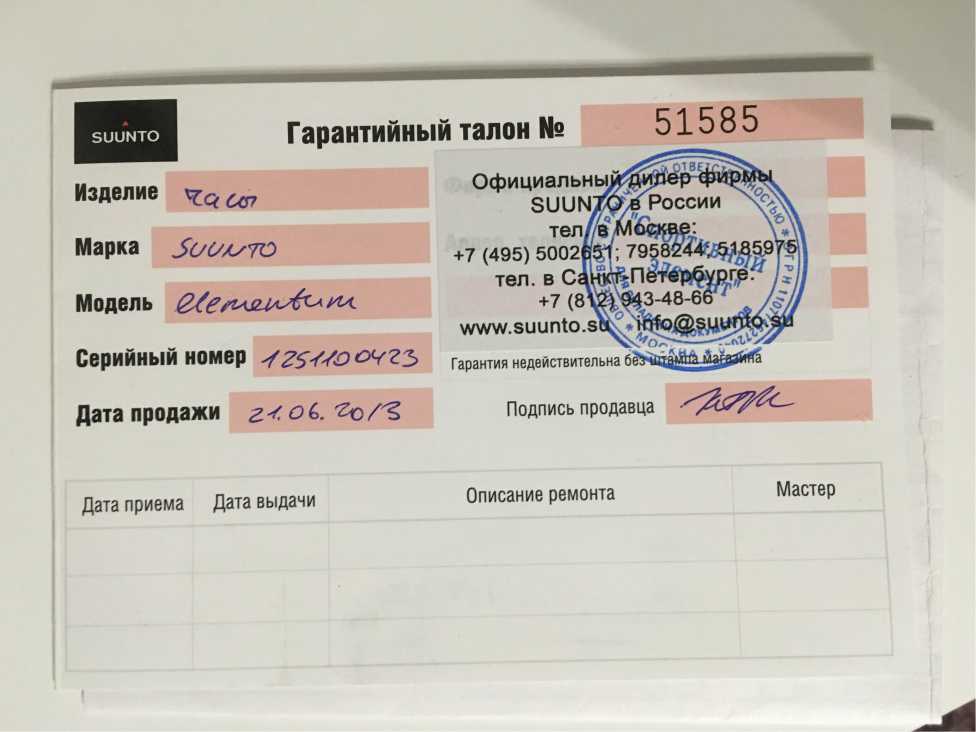 SUUNTO
Гарантийный талон № 51585
Изделие часы
Марка SUUNTO
Модель elementum
Серийный номер 1251100423
Дата продажи 21.06.2013
Официальный дилер фирмы
SUUNTO в России
тел. в Москве:
+7 (495) 5002651; 7958244; 5185975
тел. в Санкт-Петербурге:
+7 (812) 943-48-66
www.suunto.su info@suunto.su
"Спортивный
элемент"
МОСКВА
Гарантия недействительна без штампа магазина
Подпись продавца
Дата приема Дата выдачи Описание ремонта Мастер